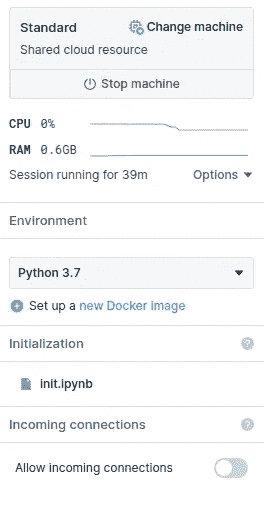 Standard
Change machine
Shared cloud resource
Stop machine
CPU 0%
RAM 0.6GB
Session running for 39m
Options
Environment
Python 3.7
Set up a new Docker image
Initialization
?
init.ipynb
Incoming connections
?
Allow incoming connections